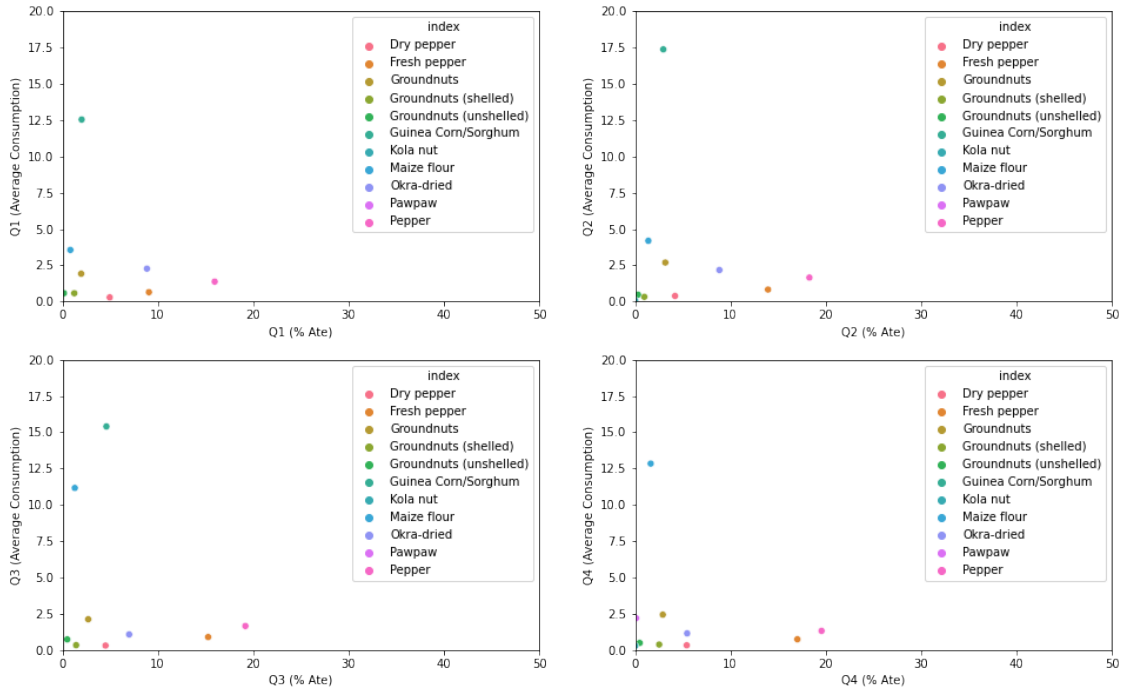 20.0
17.5
15.0
12.5
10.0
7.5
5.0
2.5
0.0
Q1 (Average Consumption)
index
Dry pepper
Fresh pepper
Groundnuts
Groundnuts (shelled)
Groundnuts (unshelled)
Guinea Corn/Sorghum
Kola nut
Maize flour
Okra-dried
Pawpaw
Pepper
0 10 20 30 40 50
Q1 (% Ate)
20.0
17.5
15.0
12.5
10.0
7.5
5.0
2.5
0.0
Q2 (Average Consumption)
index
Dry pepper
Fresh pepper
Groundnuts
Groundnuts (shelled)
Groundnuts (unshelled)
Guinea Corn/Sorghum
Kola nut
Maize flour
Okra-dried
Pawpaw
Pepper
0 10 20 30 40 50
Q2 (% Ate)
20.0
17.5
15.0
12.5
10.0
7.5
5.0
2.5
0.0
Q3 (Average Consumption)
index
Dry pepper
Fresh pepper
Groundnuts
Groundnuts (shelled)
Groundnuts (unshelled)
Guinea Corn/Sorghum
Kola nut
Maize flour
Okra-dried
Pawpaw
Pepper
0 10 20 30 40 50
Q3 (% Ate)
20.0
17.5
15.0
12.5
10.0
7.5
5.0
2.5
0.0
Q4 (Average Consumption)
index
Dry pepper
Fresh pepper
Groundnuts
Groundnuts (shelled)
Groundnuts (unshelled)
Guinea Corn/Sorghum
Kola nut
Maize flour
Okra-dried
Pawpaw
Pepper
0 10 20 30 40 50
Q4 (% Ate)